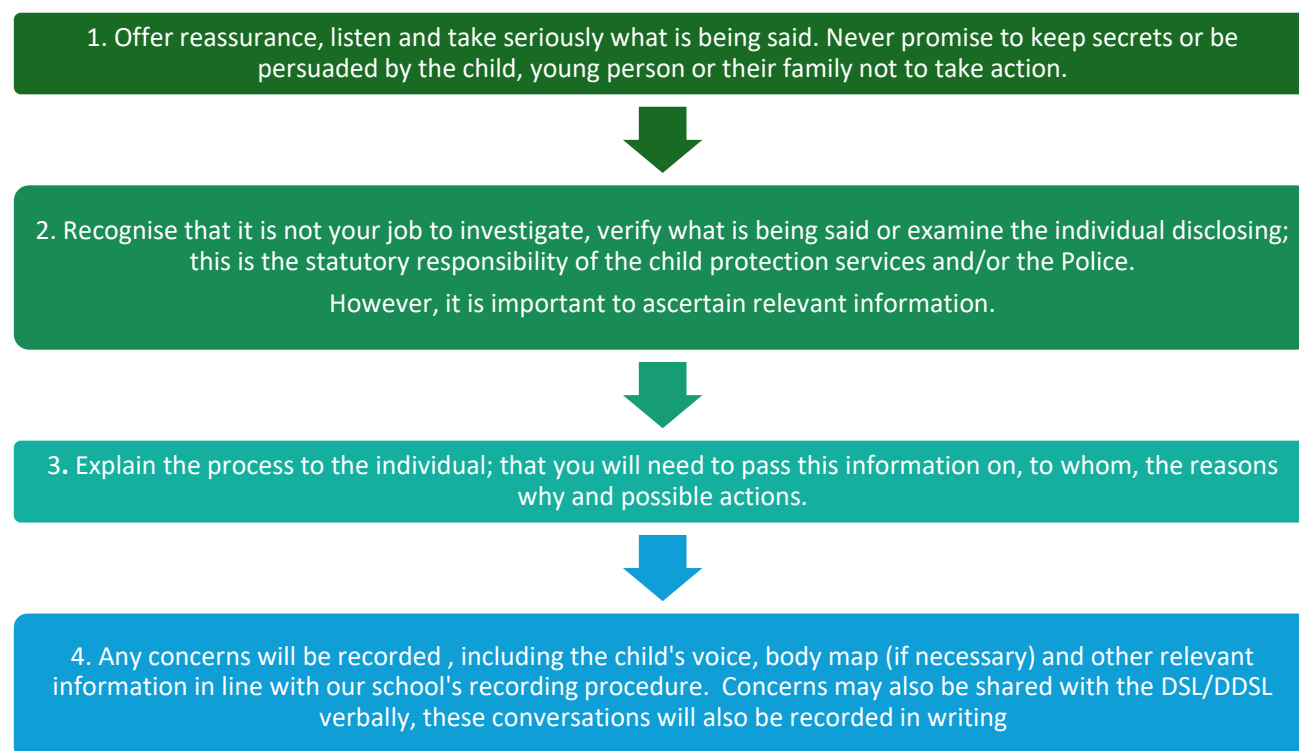 1. Offer reassurance, listen and take seriously what is being said. Never promise to keep secrets or be
persuaded by the child, young person or their family not to take action.
2. Recognise that it is not your job to investigate, verify what is being said or examine the individual disclosing;
this is the statutory responsibility of the child protection services and/or the Police.
However, it is important to ascertain relevant information.
3. Explain the process to the individual; that you will need to pass this information on, to whom, the reasons
why and possible actions.
4. Any concerns will be recorded , including the child's voice, body map (if necessary) and other relevant
information in line with our school's recording procedure.  Concerns may also be shared with the DSL/DDSL
verbally, these conversations will also be recorded in writing